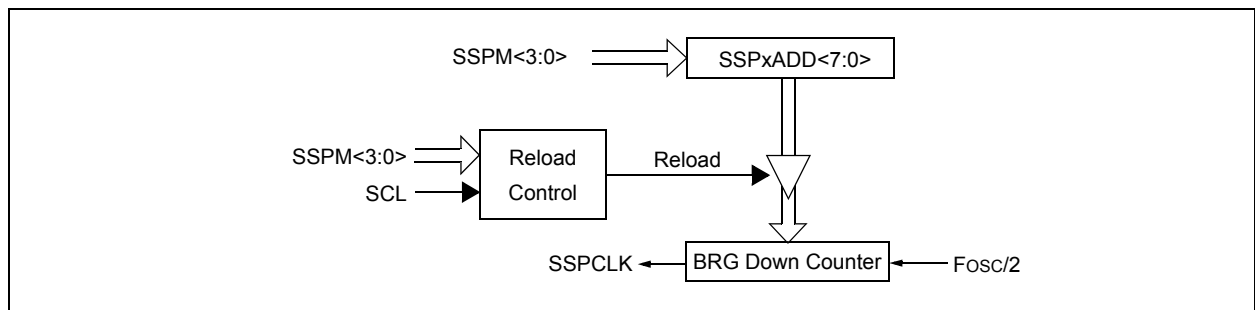 SSPM<3:0>
SSPxADD<7:0>
SSPM<3:0>
SCL
Reload
Control
Reload
SSPCLK
BRG Down Counter
FOSC/2